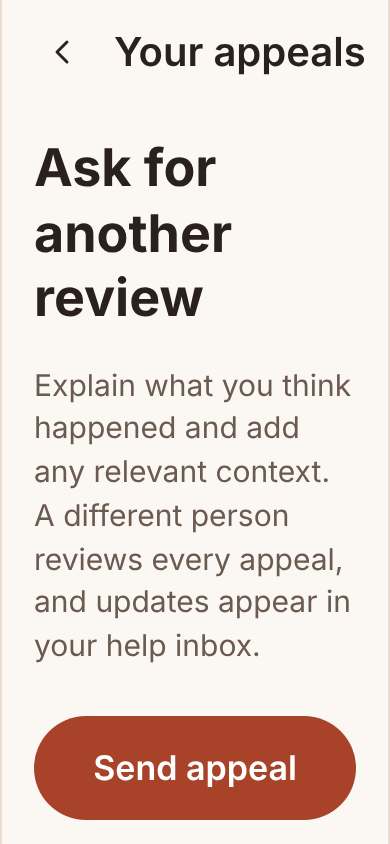 Your appeals
Ask for
another
review
Explain what you think
happened and add
any relevant context.
A different person
reviews every appeal,
and updates appear in
your help inbox.
Send appeal